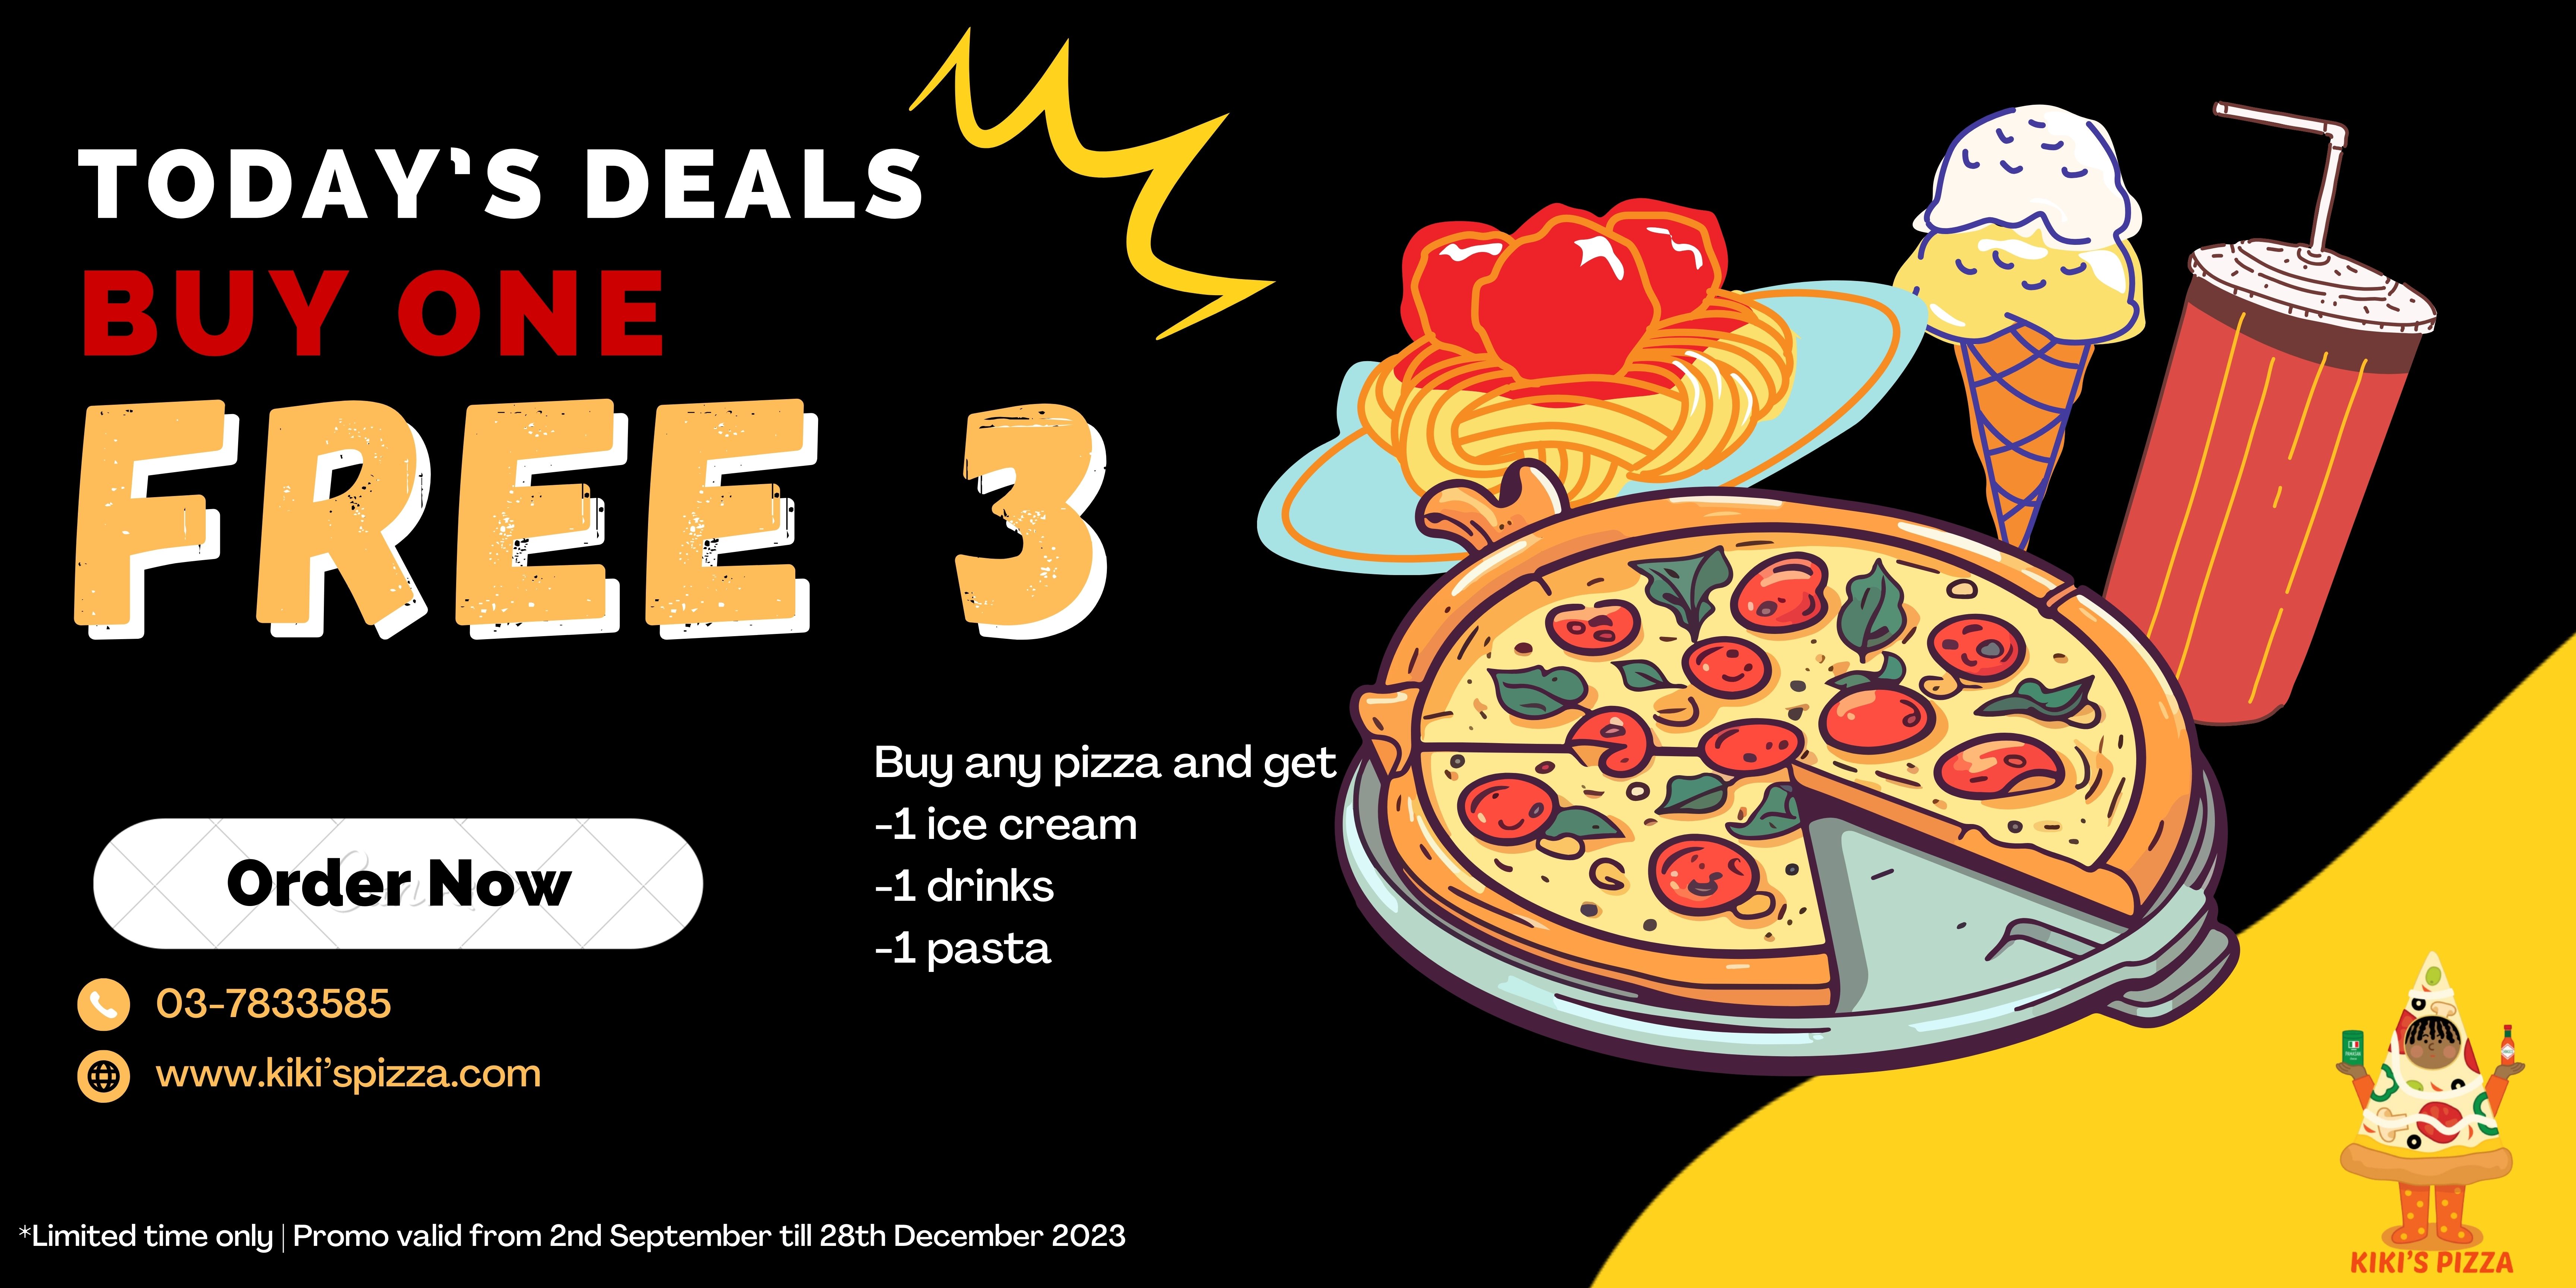 TODAY'S DEALS
BUY ONE
FREE 3
Buy any pizza and get
-1 ice cream
-1 drinks
-1 pasta
Order Now
03-7833585
www.kiki'spizza.com
*Limited time only | Promo valid from 2nd September till 28th December 2023
KIKI'S PIZZA